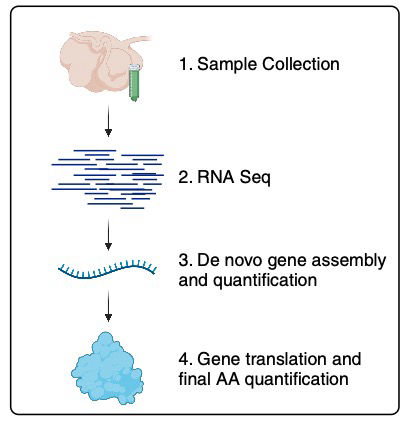 1. Sample Collection
2. RNA Seq
3. De novo gene assembly
and quantification
4. Gene translation and
final AA quantification